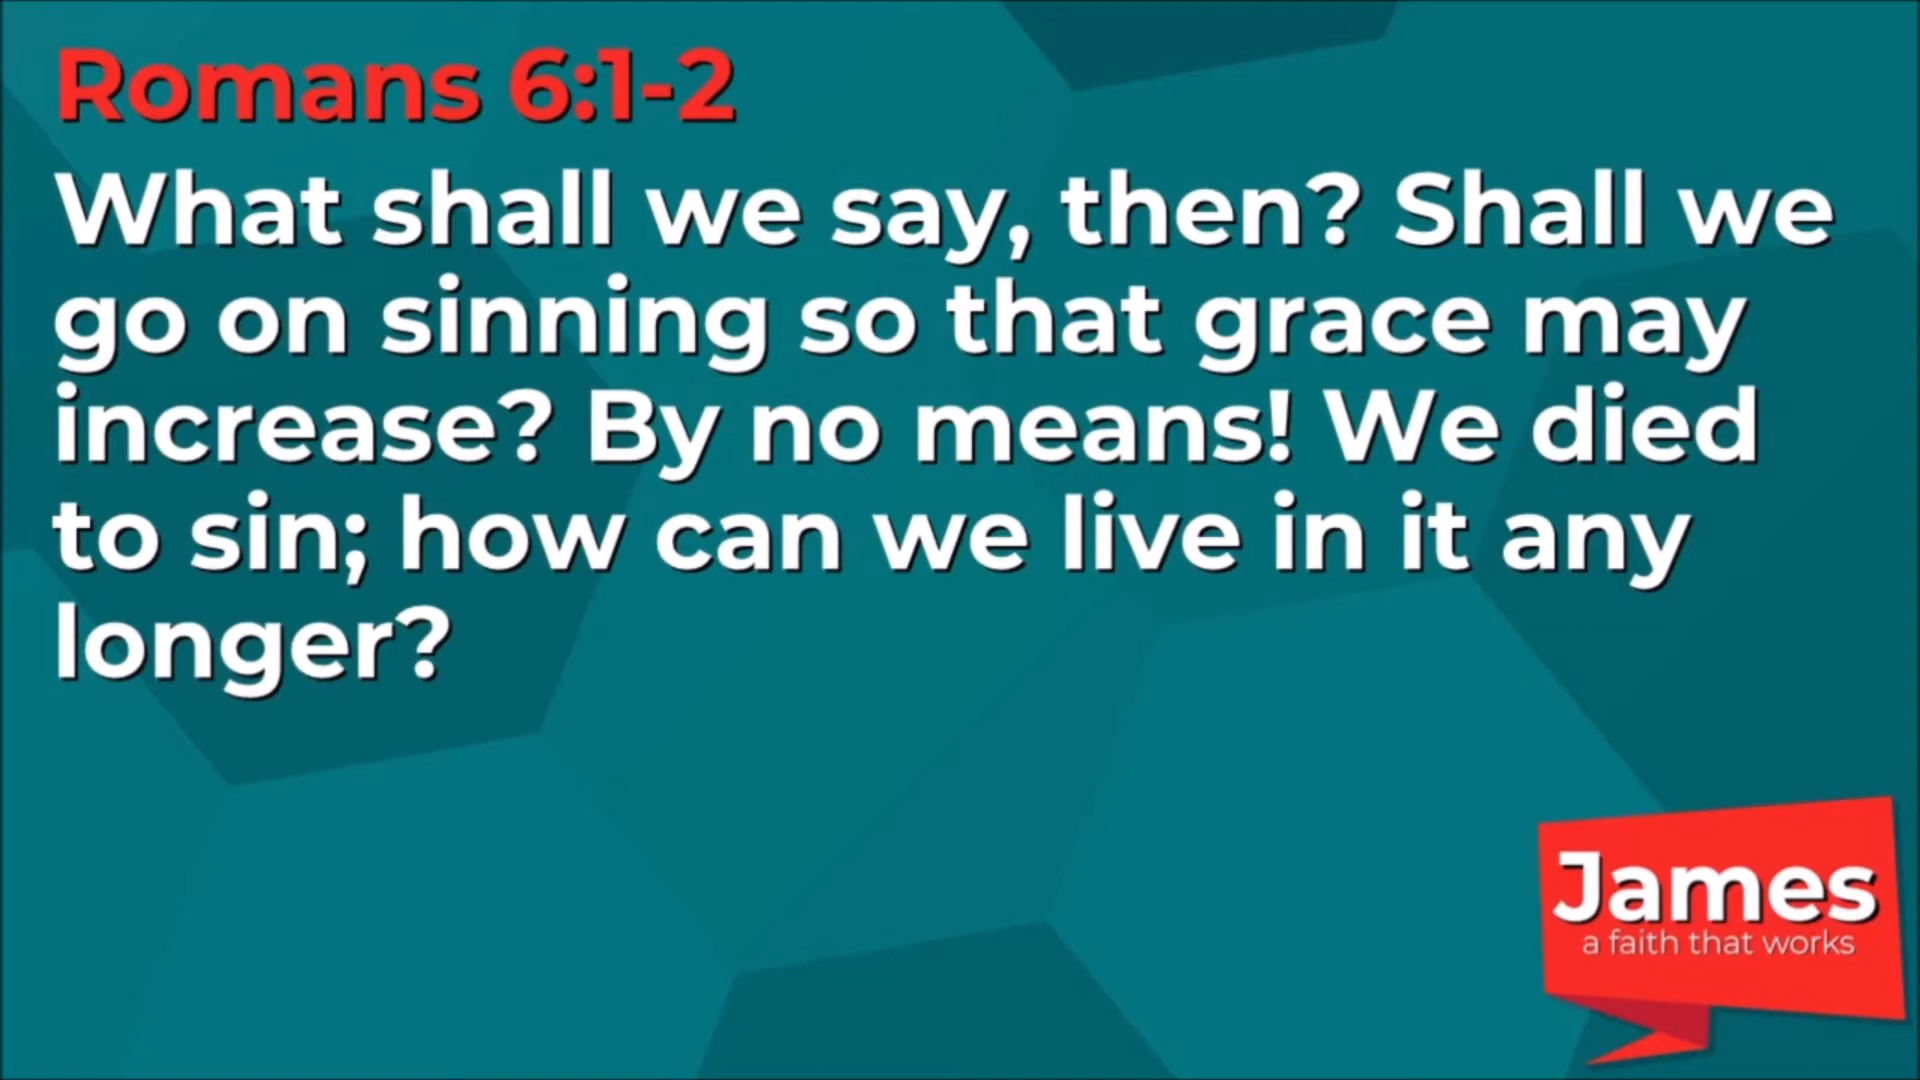 Romans 6:1-2
What shall we say, then? Shall we
go on sinning so that grace may
increase? By no means! We died
to sin; how can we live in it any
longer?
James
a faith that works